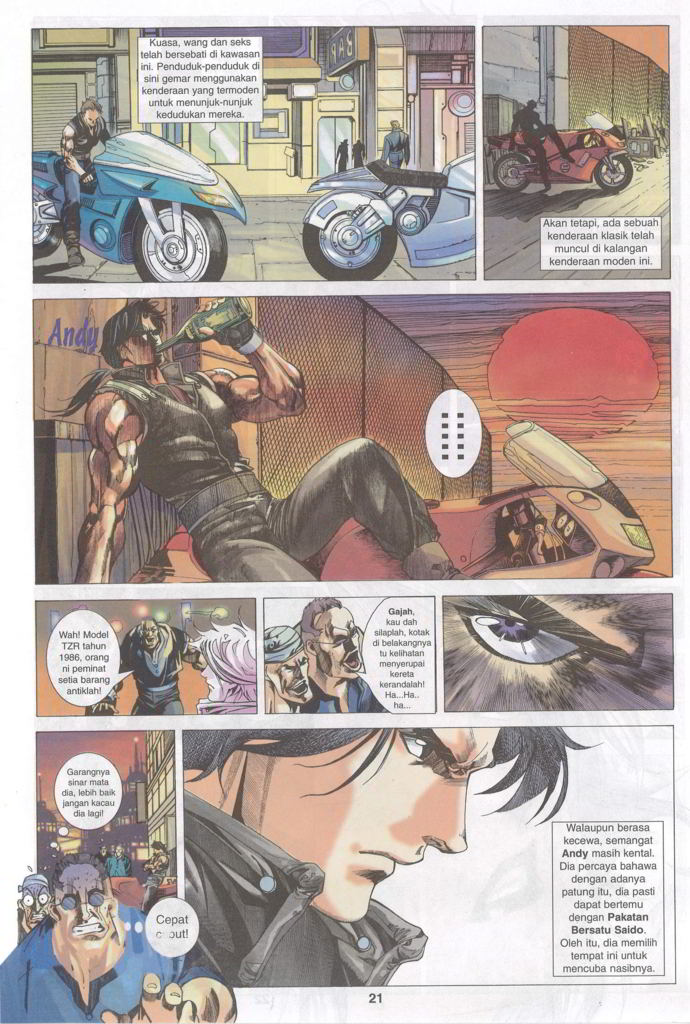 Kuasa, wang dan seks
telah bersebati di kawasan
ini. Penduduk-penduduk di
sini gemar menggunakan
kenderaan yang termoden
untuk menunjuk-nunjuk
kedudukan mereka.
BAR
Akan tetapi, ada sebuah
kenderaan klasik telah
muncul di kalangan
kenderaan moden ini.
Andy
Wah! Model
TZR tahun
1986, orang
ni peminat
setia barang
antiklah!
Gajah,
kau dah
silaplah, kotak
di belakangnya
tu kelihatan
menyerupai
kereta
kerandalah!
Ha...Ha..
ha...
Garangnya
sinar mata
dia, lebih baik
jangan kacau
dia lagi!
Cepat
Walaupun berasa
kecewa, semangat
Andy masih kental.
Dia percaya bahawa
dengan adanya
patung itu, dia pasti
dapat bertemu
dengan Pakatan
Bersatu Saido.
Oleh itu, dia memilih
tempat ini untuk
mencuba nasibnya.
21